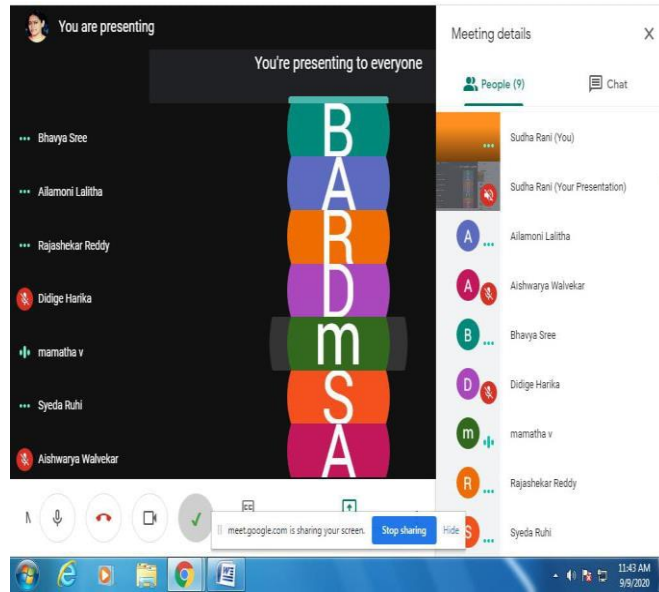 You are presenting
You're presenting to everyone
B
Bhavya Sree
A
Ailamoni Lalitha
R
Rajashekar Reddy
D
Didige Harika
m
mamatha v
S
Syeda Ruhi
A
Aishwarya Walvekar
Meeting details X
People (9) Chat
Sudha Rani (You)
Sudha Rani (Your Presentation)
A Ailamoni Lalitha
A Aishwarya Walvekar
B Bhavya Sree
D Didige Harika
m mamatha v
R Rajashekar Reddy
S Syeda Ruhi
meet.google.com is sharing your screen. Stop sharing Hide
11:43 AM
9/9/2020